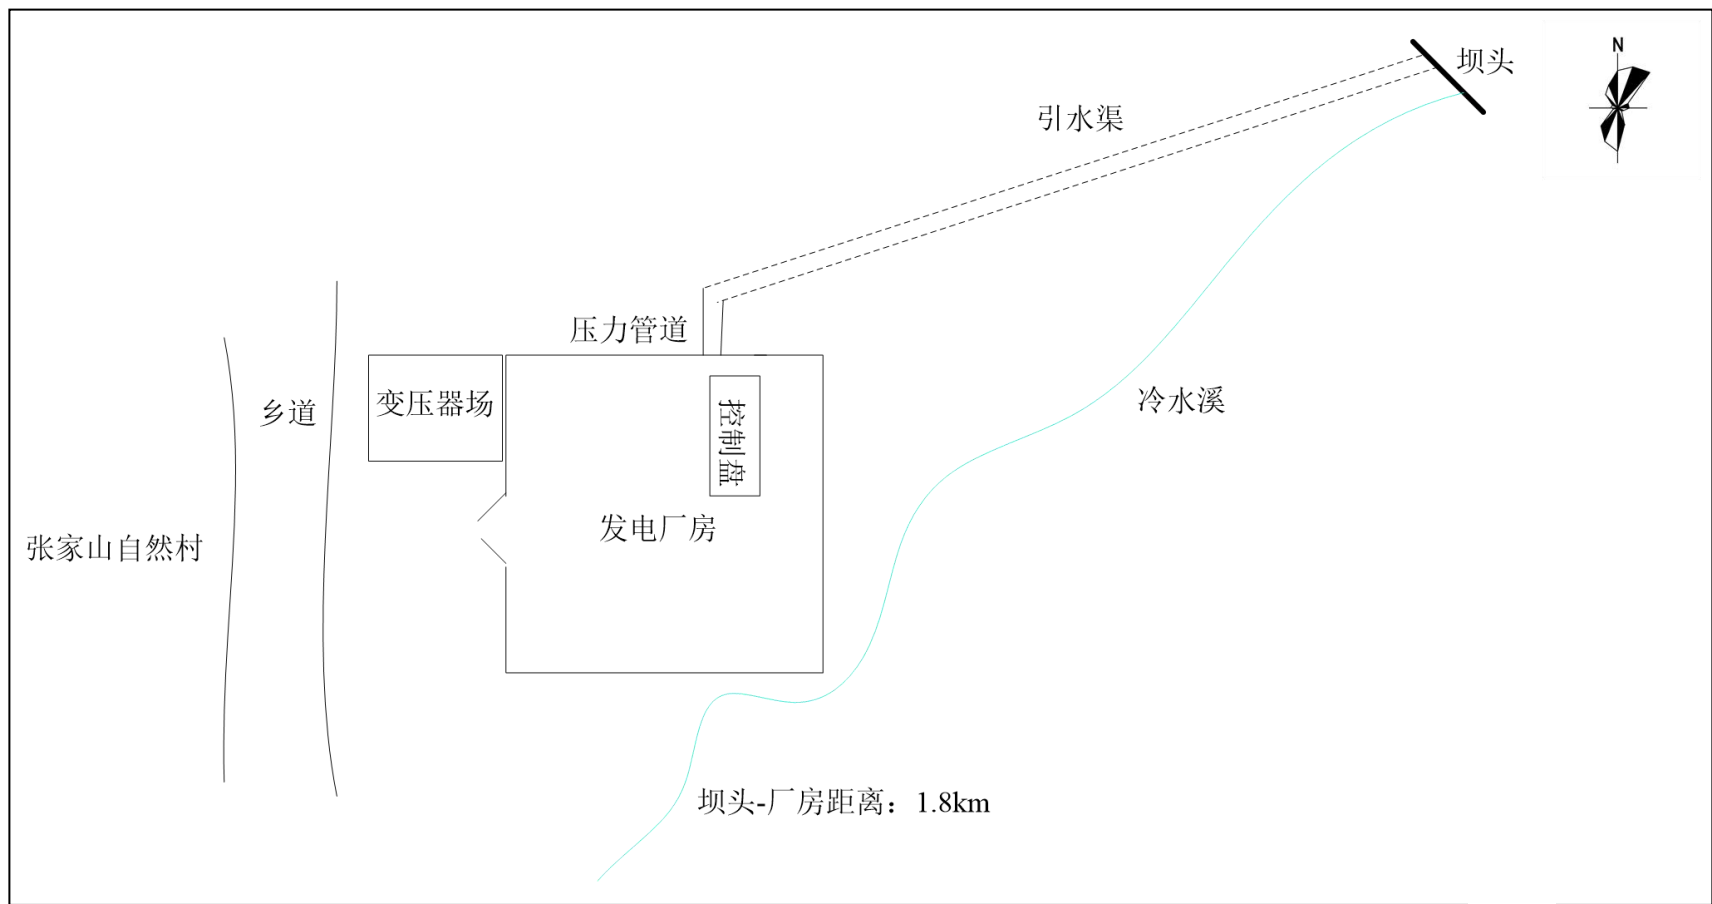 N
坝头
引水渠
压力管道
变压器场
乡道
控制盘
冷水溪
发电厂房
张家山自然村
坝头-厂房距离：1.8km